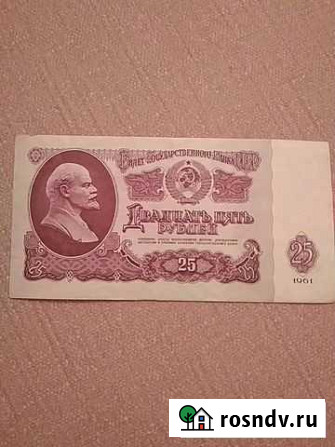 Билет Государственного Банка СССР
Двадцать пять
рублей
25
25
1961
rosndv.ru